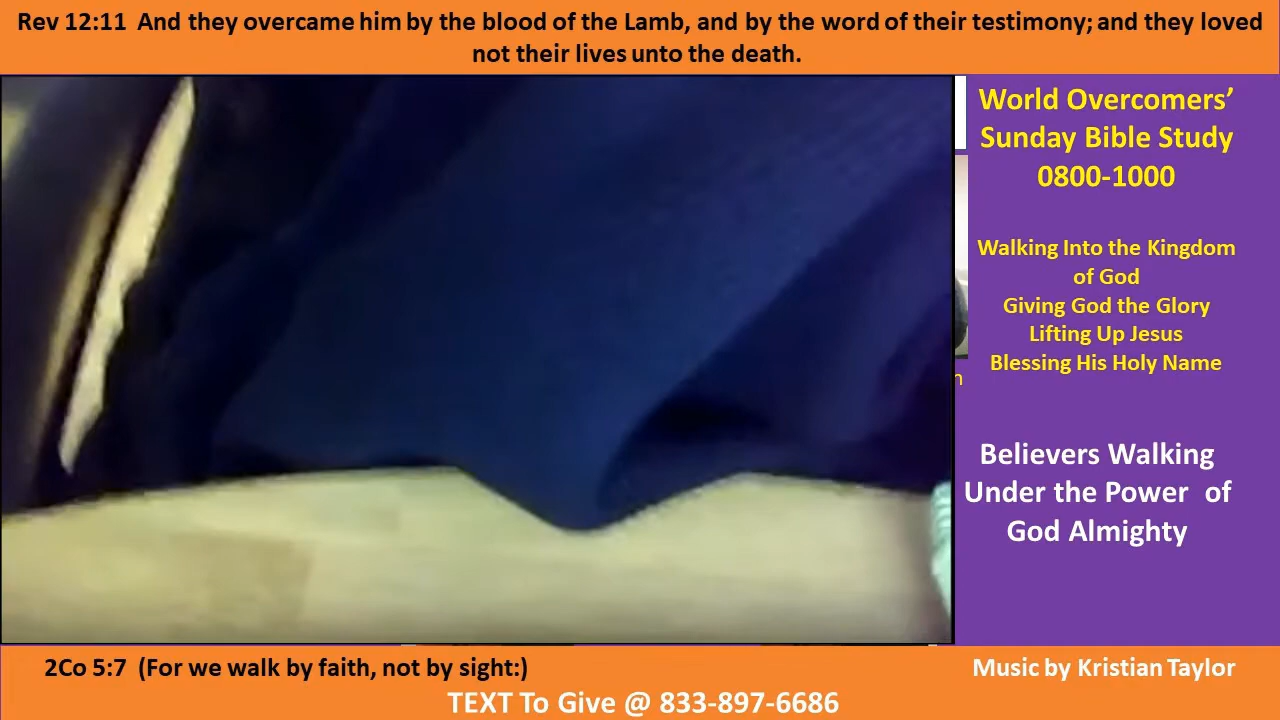 Rev 12:11  And they overcame him by the blood of the Lamb, and by the word of their testimony; and they loved
not their lives unto the death.
World Overcomers’
Sunday Bible Study
0800-1000
Walking Into the Kingdom
of God
Giving God the Glory
Lifting Up Jesus
Blessing His Holy Name
Believers Walking
Under the Power  of
God Almighty
2Co 5:7  (For we walk by faith, not by sight:)
Music by Kristian Taylor
TEXT To Give @ 833-897-6686